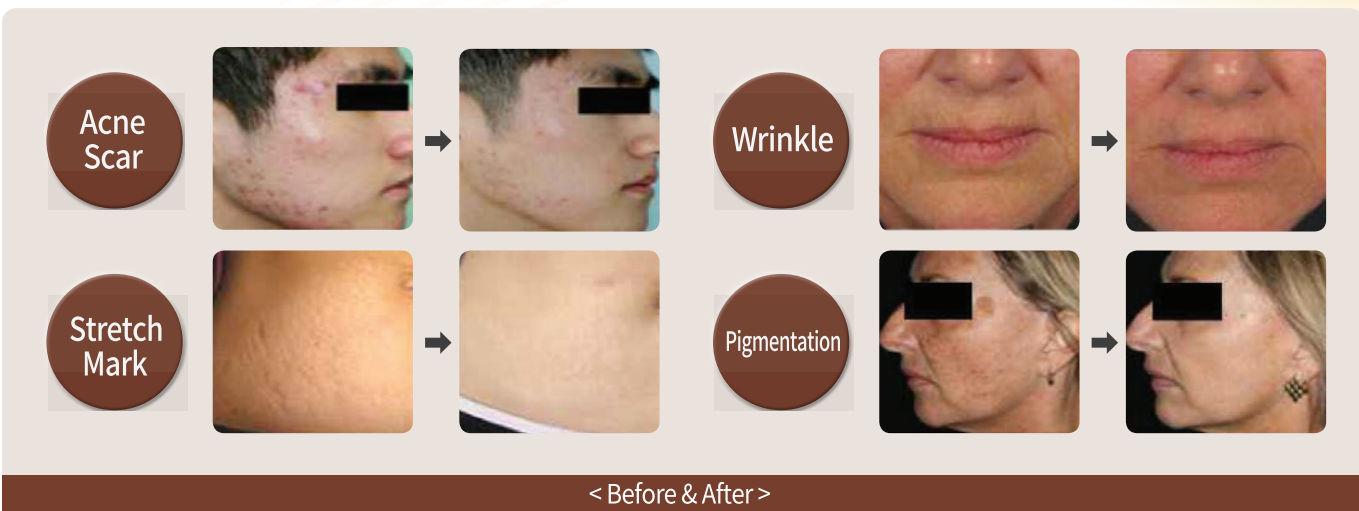 Acne
Scar
Wrinkle
Stretch
Mark
Pigmentation
< Before & After >